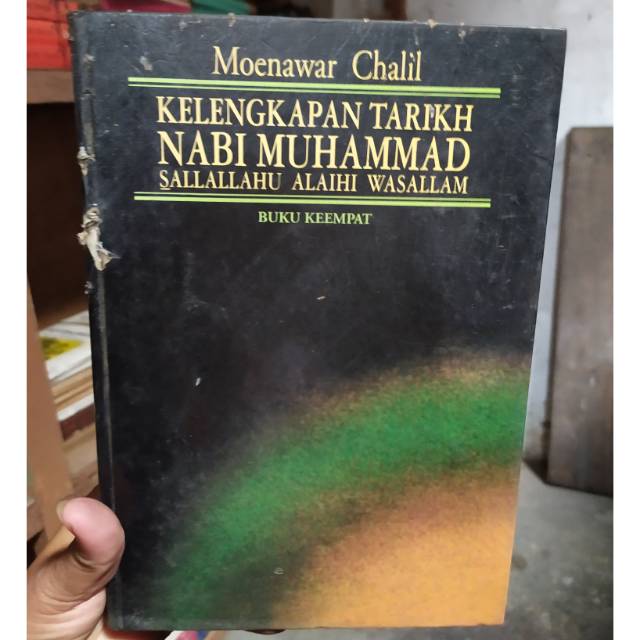 Moenawar Chalil
KELENGKAPAN TARIKH
NABI MUHAMMAD
SALLALLAHU ALAIHI WASALLAM
BUKU KEEMPAT